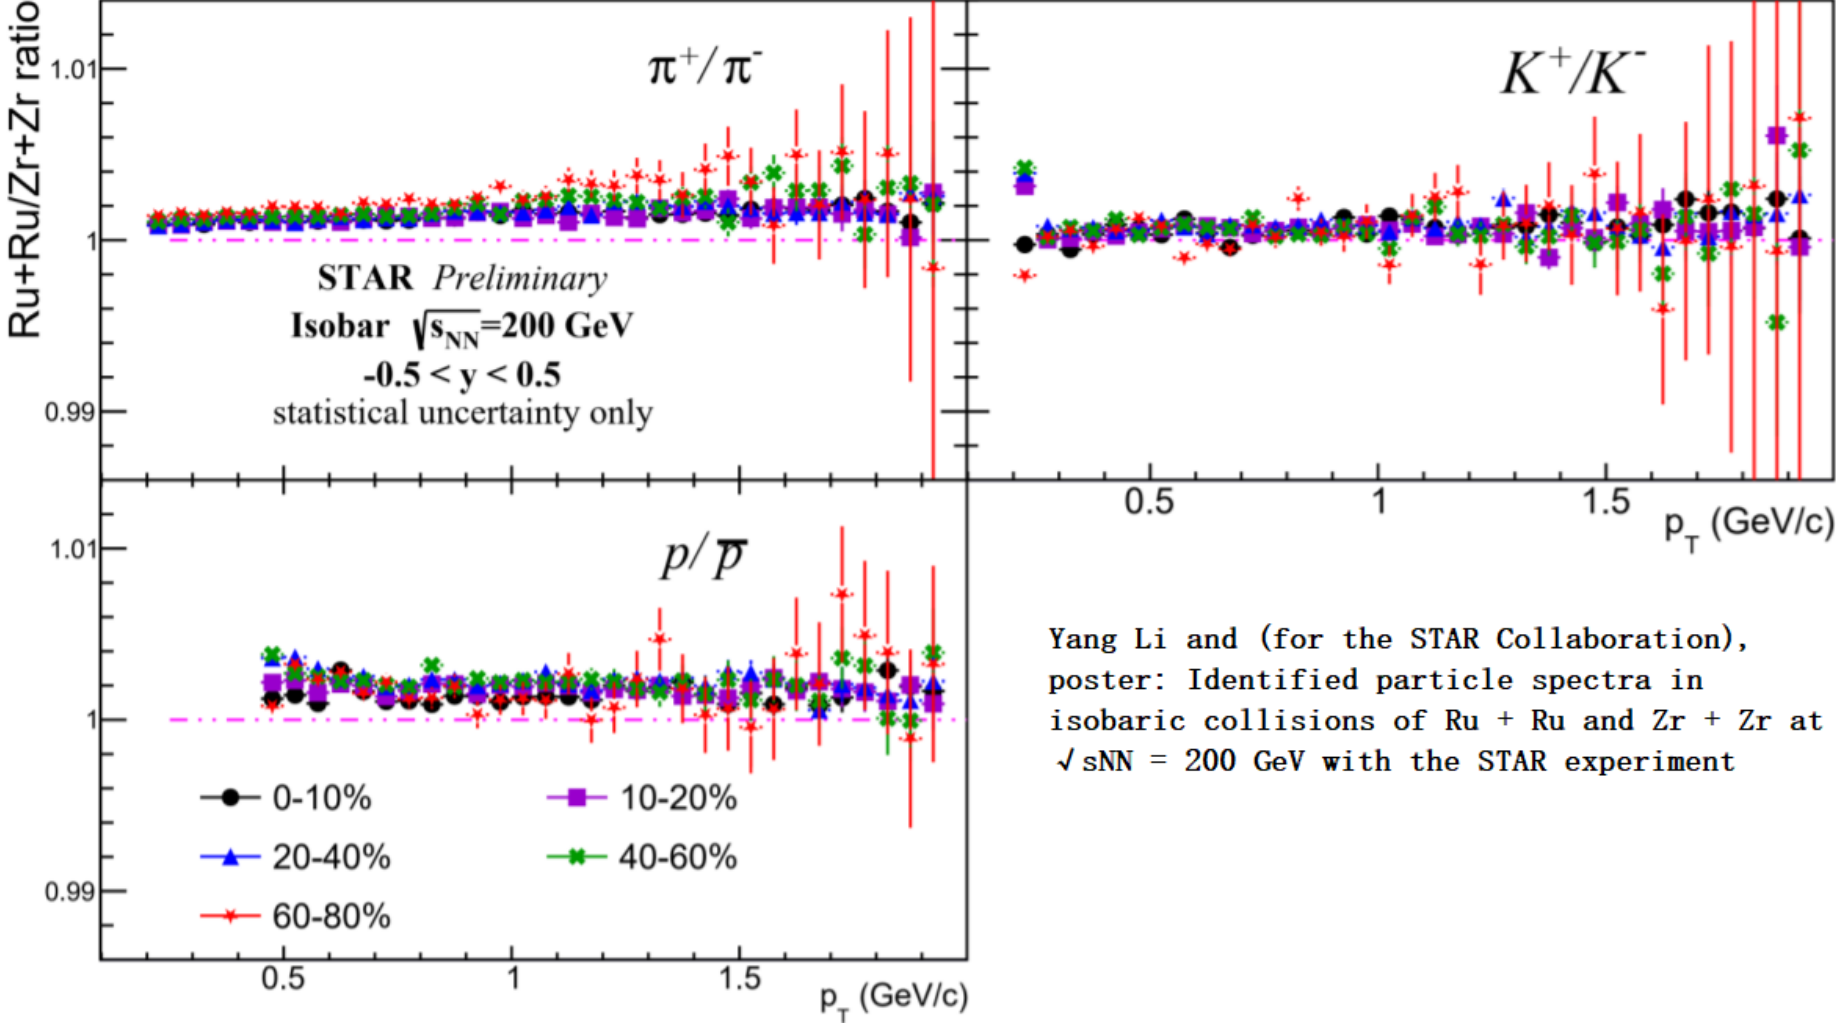 Ru+Ru/Zr+Zr ratio
1.01
1
0.99
π⁺/π⁻
STAR Preliminary
Isobar √sNN=200 GeV
-0.5 < y < 0.5
statistical uncertainty only
K⁺/K⁻
0.5
1
1.5
pT (GeV/c)
1.01
1
0.99
p/p̅
0-10%
10-20%
20-40%
40-60%
60-80%
0.5
1
1.5
pT (GeV/c)
Yang Li and (for the STAR Collaboration),
poster: Identified particle spectra in
isobaric collisions of Ru + Ru and Zr + Zr at
√sNN = 200 GeV with the STAR experiment